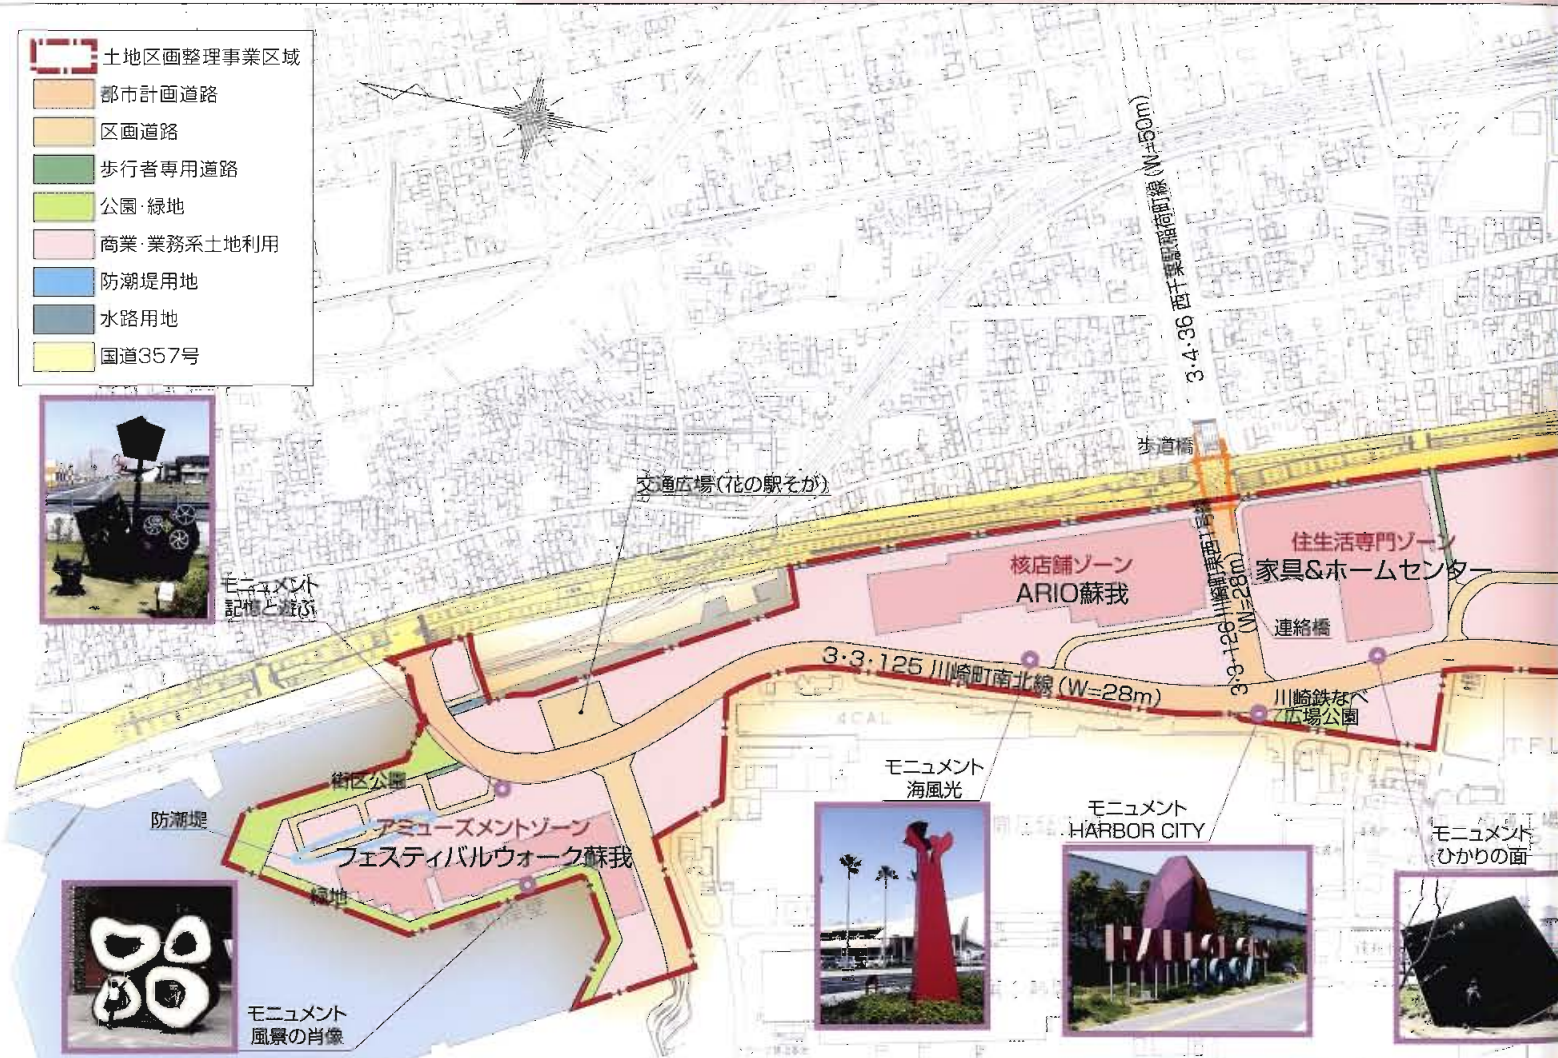 土地区画整理事業区域
都市計画道路
区画道路
歩行者専用道路
公園・緑地
商業・業務系土地利用
防潮堤用地
水路用地
国道357号
3・4・36 西千葉駅稲荷町線(W=50m)
歩道橋
交通広場(花の駅そが)
モニュメント
記憶と遊ぶ
核店舗ゾーン
ARIO蘇我
住生活専門ゾーン
家具&ホームセンター
3・3・126 川崎町東西1号線
(W=28m)
連絡橋
3・3・125 川崎町南北線(W=28m)
川崎鉄なべ
広場公園
街区公園
防潮堤
アミューズメントゾーン
フェスティバルウォーク蘇我
緑地
モニュメント
海風光
モニュメント
HARBOR CITY
モニュメント
ひかりの面
モニュメント
風景の肖像